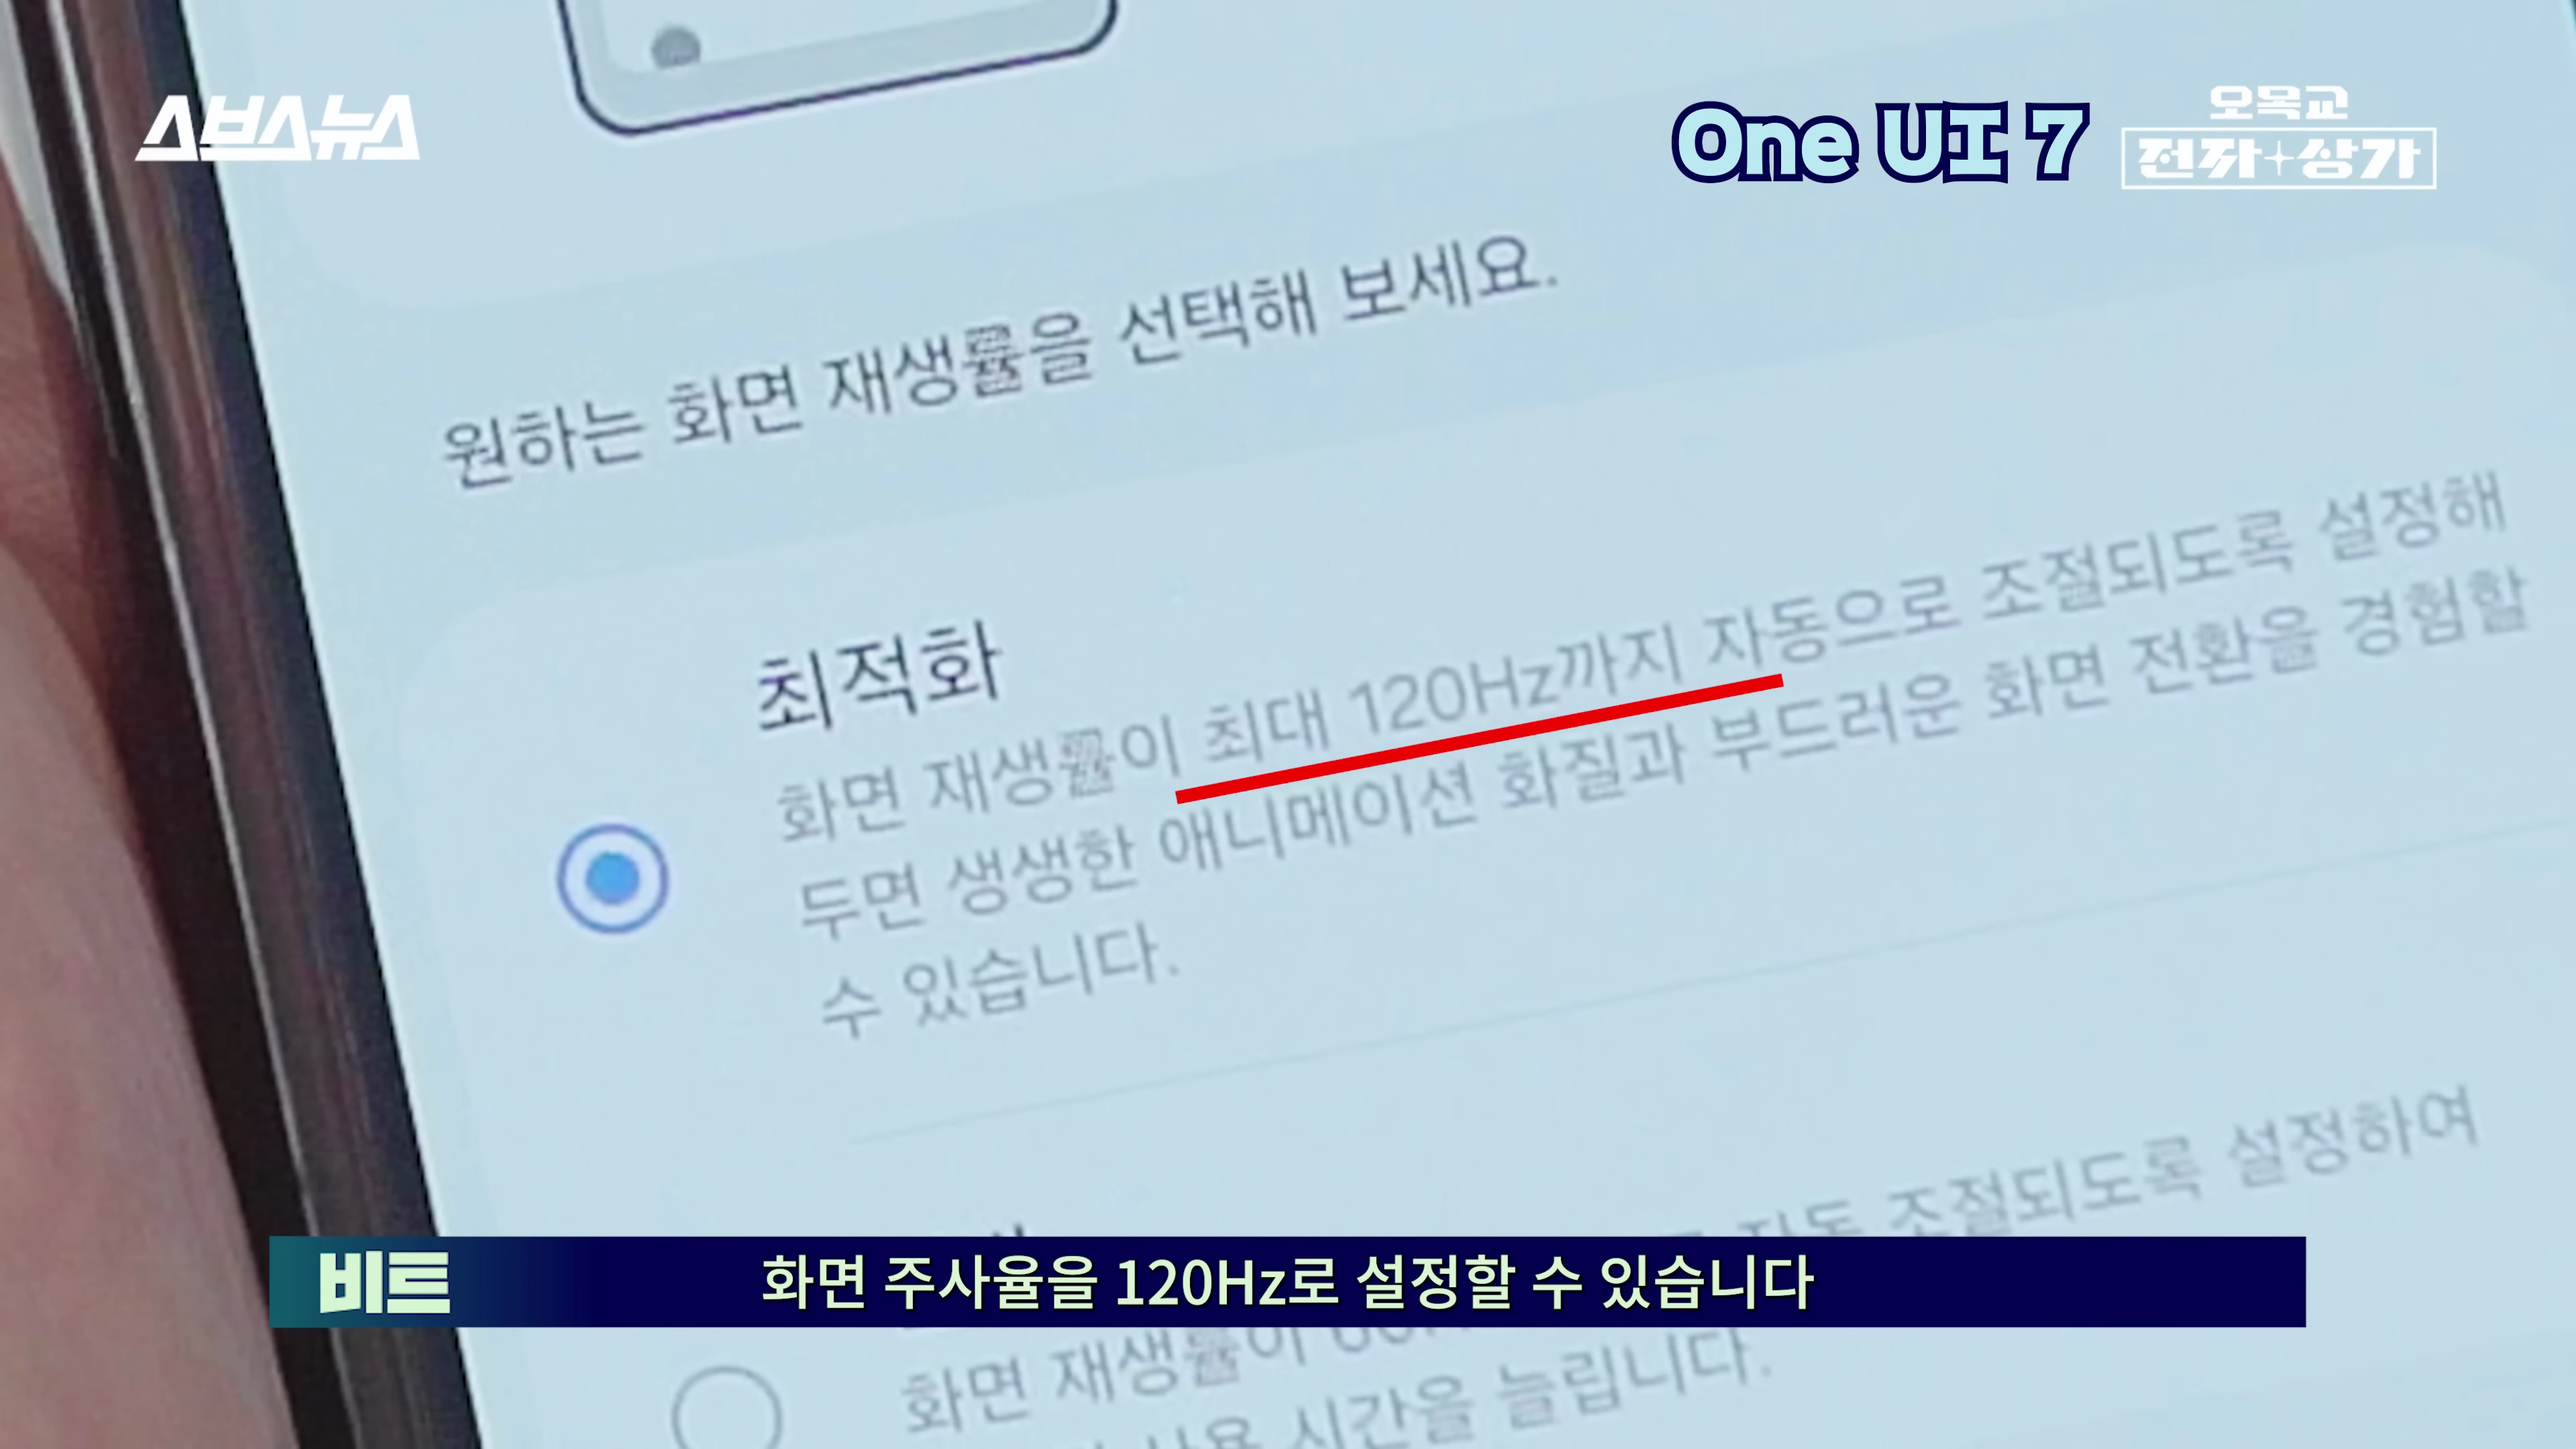 스브스뉴스
One UI 7
오목교
전자상가
원하는 화면 재생률을 선택해 보세요.
최적화
화면 재생률이 최대 120Hz까지 자동으로 조절되도록 설정해
두면 생생한 애니메이션 화질과 부드러운 화면 전환을 경험할
수 있습니다.
조절되도록 설정하여
비트
화면 주사율을 120Hz로 설정할 수 있습니다
화면 재생률이
시간을 늘립니다.